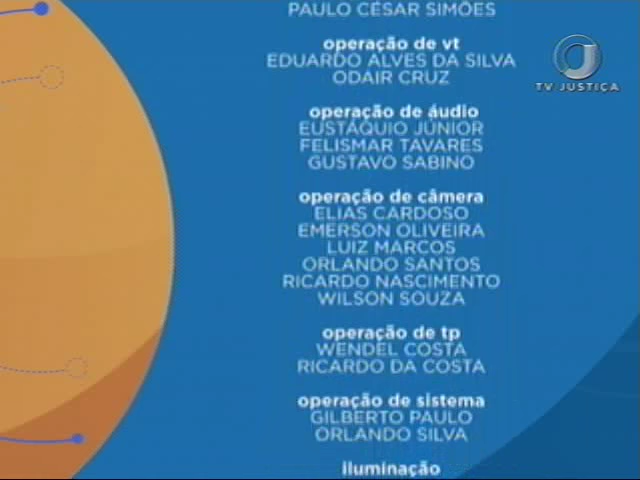 PAULO CÉSAR SIMÕES
operação de vt
EDUARDO ALVES DA SILVA
ODAIR CRUZ
TV JUSTIÇA
operação de áudio
EUSTÁQUIO JÚNIOR
FELISMAR TAVARES
GUSTAVO SABINO
operação de câmera
ELIAS CARDOSO
EMERSON OLIVEIRA
LUIZ MARCOS
ORLANDO SANTOS
RICARDO NASCIMENTO
WILSON SOUZA
operação de tp
WENDEL COSTA
RICARDO DA COSTA
operação de sistema
GILBERTO PAULO
ORLANDO SILVA
iluminação